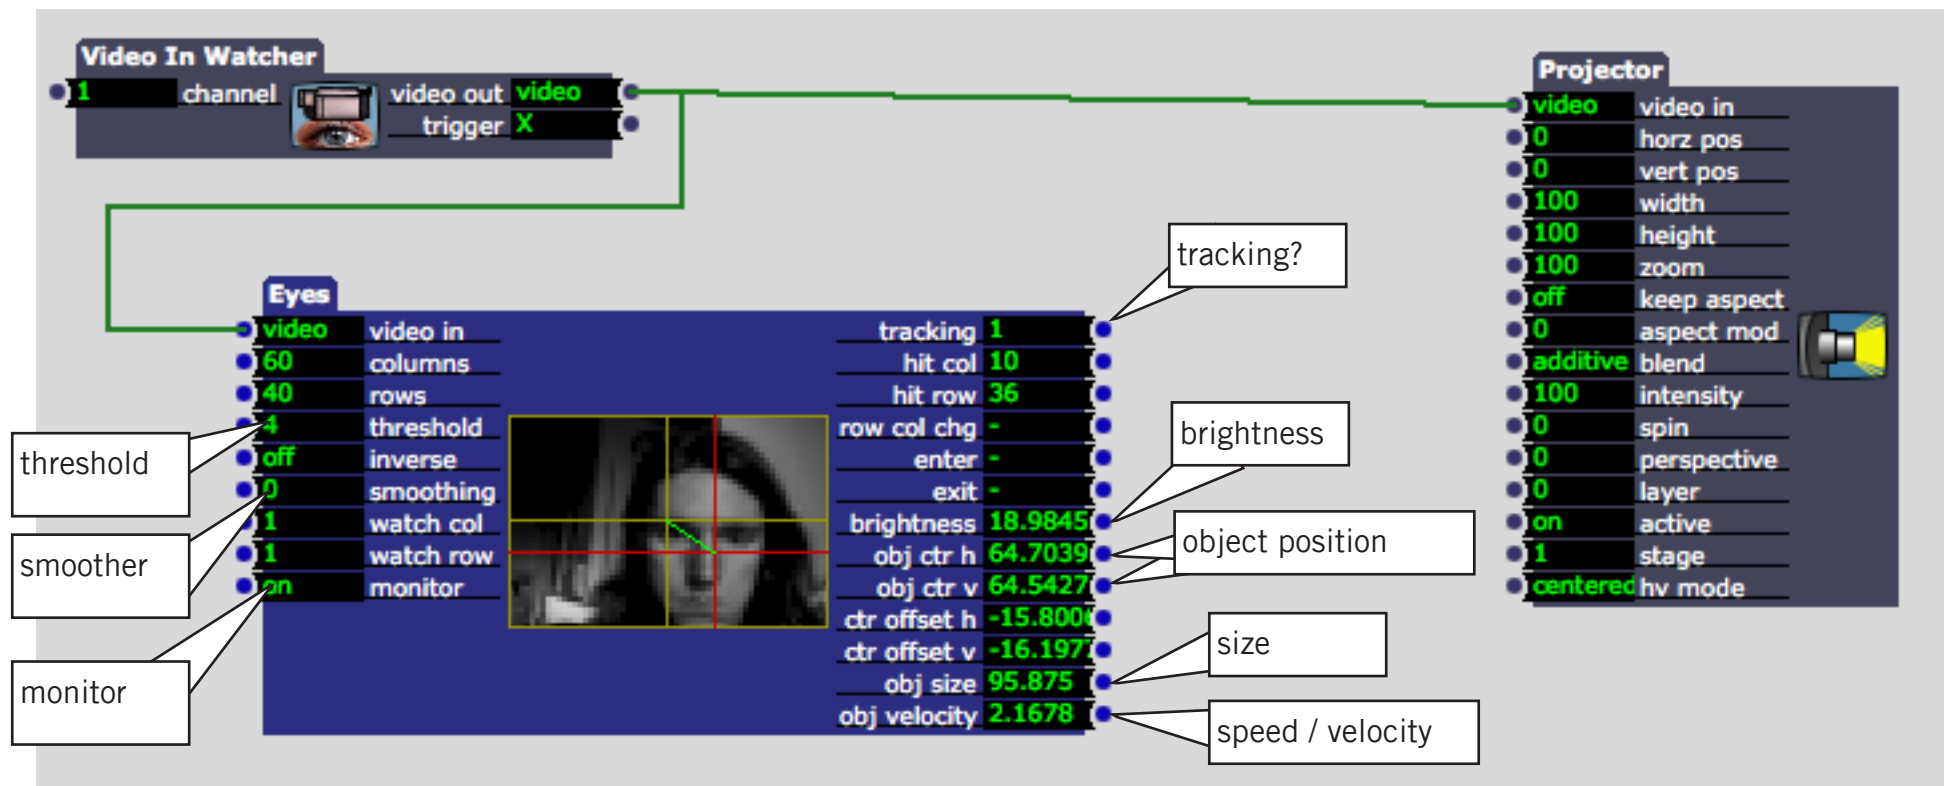 Video In Watcher
1 channel video out video
trigger X
Projector
video video in
0 horz pos
0 vert pos
100 width
100 height
100 zoom
off keep aspect
0 aspect mod
additive blend
100 intensity
0 spin
0 perspective
0 layer
on active
1 stage
centered hv mode
Eyes
video video in
60 columns
40 rows
4 threshold
off inverse
0 smoothing
1 watch col
1 watch row
on monitor
tracking 1
hit col 10
hit row 36
row col chg -
enter -
exit -
brightness 18.9845
obj ctr h 64.7039
obj ctr v 64.5427
ctr offset h -15.800
ctr offset v -16.197
obj size 95.875
obj velocity 2.1678
threshold
smoother
monitor
tracking?
brightness
object position
size
speed / velocity